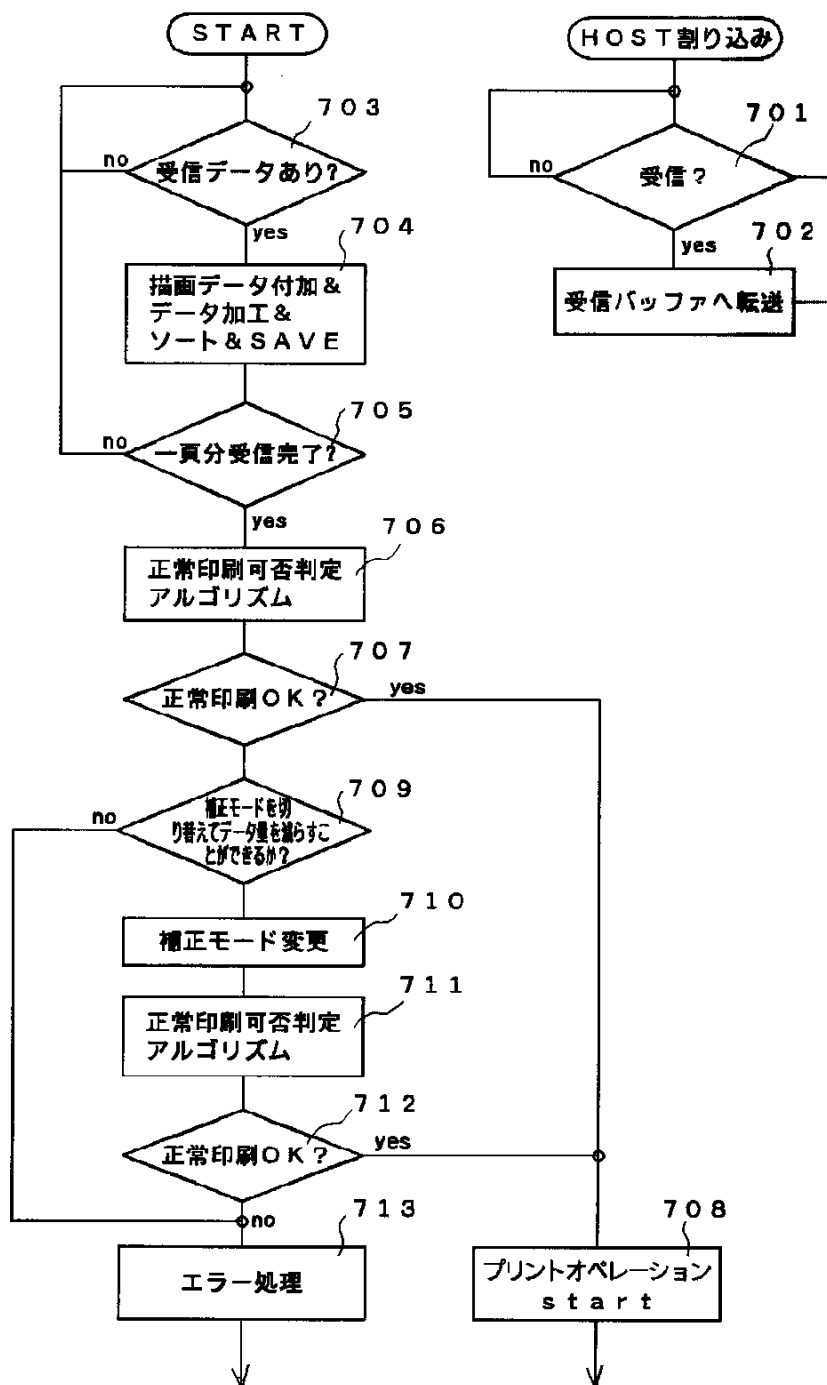 START
703
受信データあり?
no
yes
704
描画データ付加&
データ加工&
ソート&SAVE
705
一頁分受信完了?
no
yes
706
正常印刷可否判定
アルゴリズム
707
正常印刷OK?
yes
709
補正モードを切
り替えてデータ量を減らすこ
とができるか?
no
710
補正モード変更
711
正常印刷可否判定
アルゴリズム
712
正常印刷OK?
yes
no
713
エラー処理
708
プリントオペレーション
start
HOST割り込み
701
受信?
no
yes
702
受信バッファへ転送